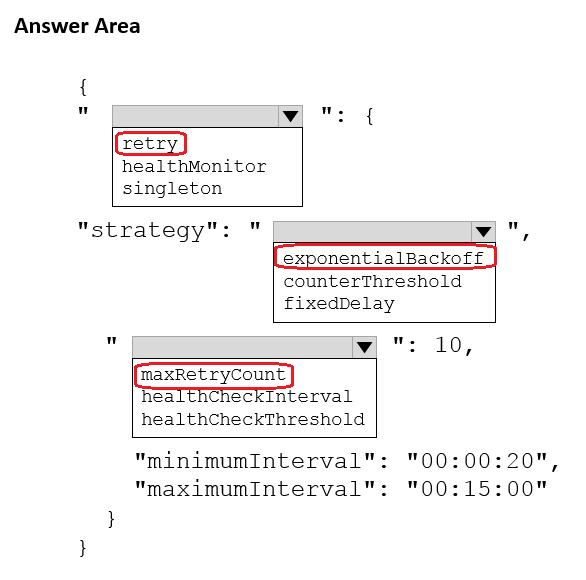 Answer Area
{
" ": {
retry
healthMonitor
singleton
"strategy": " ",
exponentialBackoff
counterThreshold
fixedDelay
" ": 10,
maxRetryCount
healthCheckInterval
healthCheckThreshold
"minimumInterval": "00:00:20",
"maximumInterval": "00:15:00"
}
}